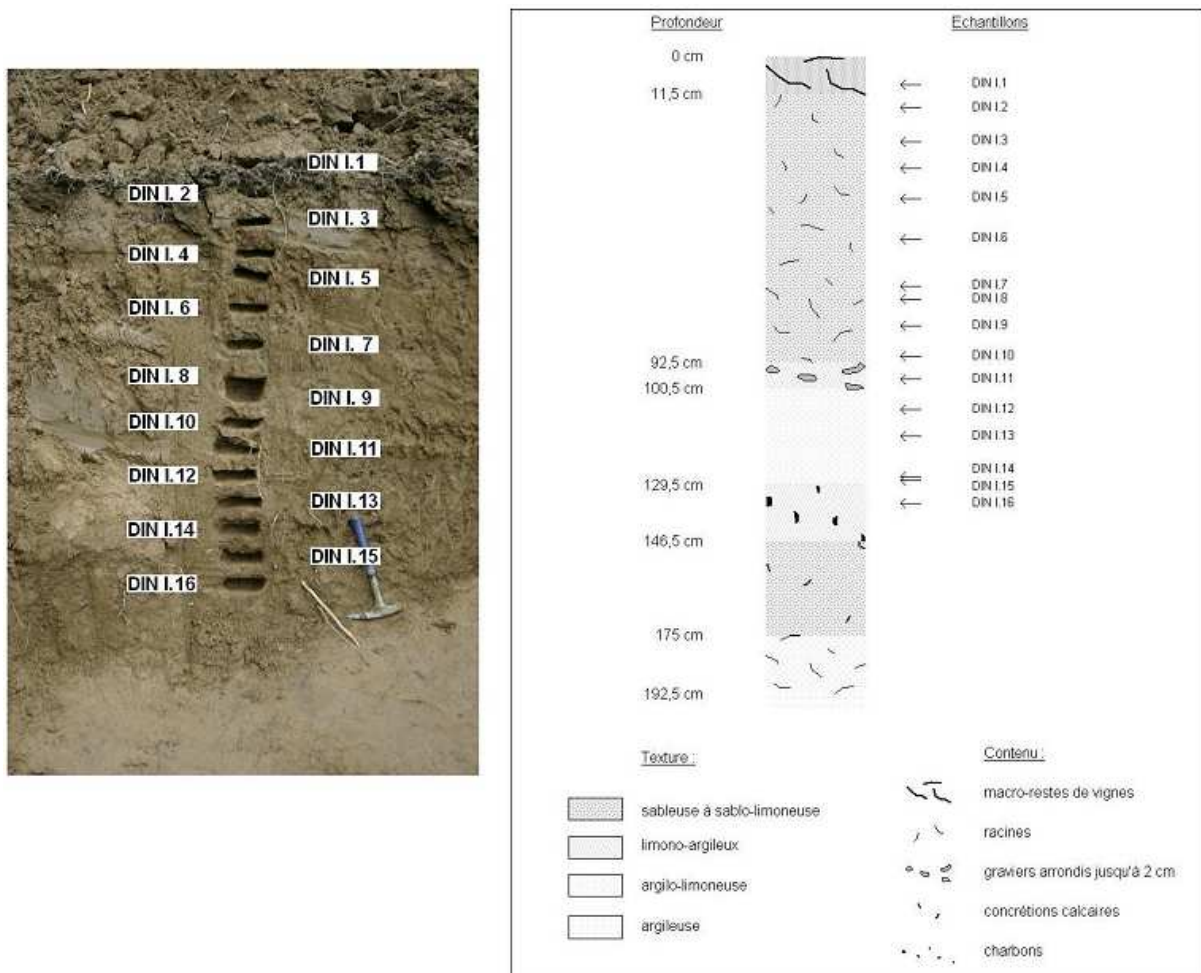 DIN I.1
DIN I. 2
DIN I. 3
DIN I. 4
DIN I. 5
DIN I. 6
DIN I. 7
DIN I. 8
DIN I. 9
DIN I.10
DIN I.11
DIN I.12
DIN I.13
DIN I.14
DIN I.15
DIN I.16
Profondeur
Echantillons
0 cm
DIN I.1
11,5 cm
DIN I.2
DIN I.3
DIN I.4
DIN I.5
DIN I.6
DIN I.7
DIN I.8
DIN I.9
DIN I.10
92,5 cm
DIN I.11
100,5 cm
DIN I.12
DIN I.13
DIN I.14
129,5 cm
DIN I.15
DIN I.16
146,5 cm
175 cm
192,5 cm
Texture :
sableuse à sablo-limoneuse
limono-argileux
argilo-limoneuse
argileuse
Contenu :
macro-restes de vignes
racines
graviers arrondis jusqu'à 2 cm
concrétions calcaires
charbons